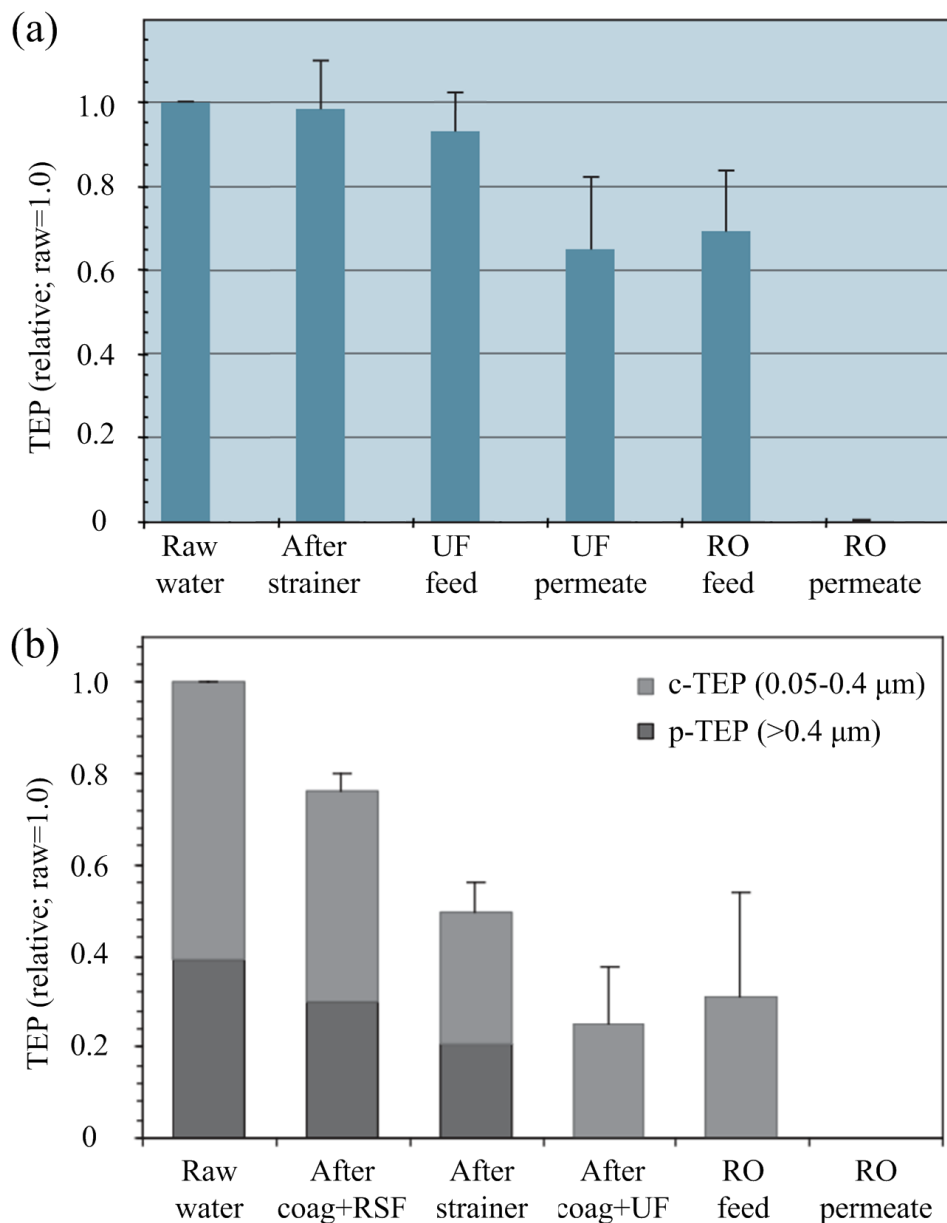 (a)
TEP (relative; raw=1.0)
1.0
0.8
0.6
0.4
0.2
0
Raw water
After strainer
UF feed
UF permeate
RO feed
RO permeate
(b)
TEP (relative; raw=1.0)
1.0
0.8
0.6
0.4
0.2
0
c-TEP (0.05-0.4 μm)
p-TEP (>0.4 μm)
Raw water
After coag+RSF
After strainer
After coag+UF
RO feed
RO permeate